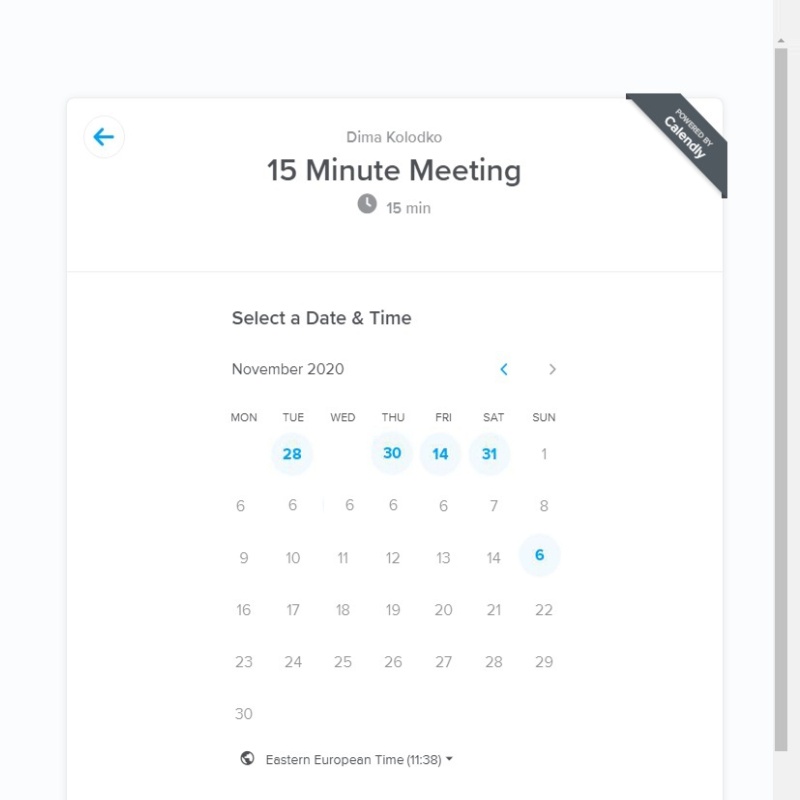 POWERED BY
Calendly
Dima Kolodko
15 Minute Meeting
15 min
Select a Date & Time
November 2020
MON TUE WED THU FRI SAT SUN
28 30 14 31 1
6 6 6 6 6 7 8
9 10 11 12 13 14 6
16 17 18 19 20 21 22
23 24 25 26 27 28 29
30
Eastern European Time (11:38)